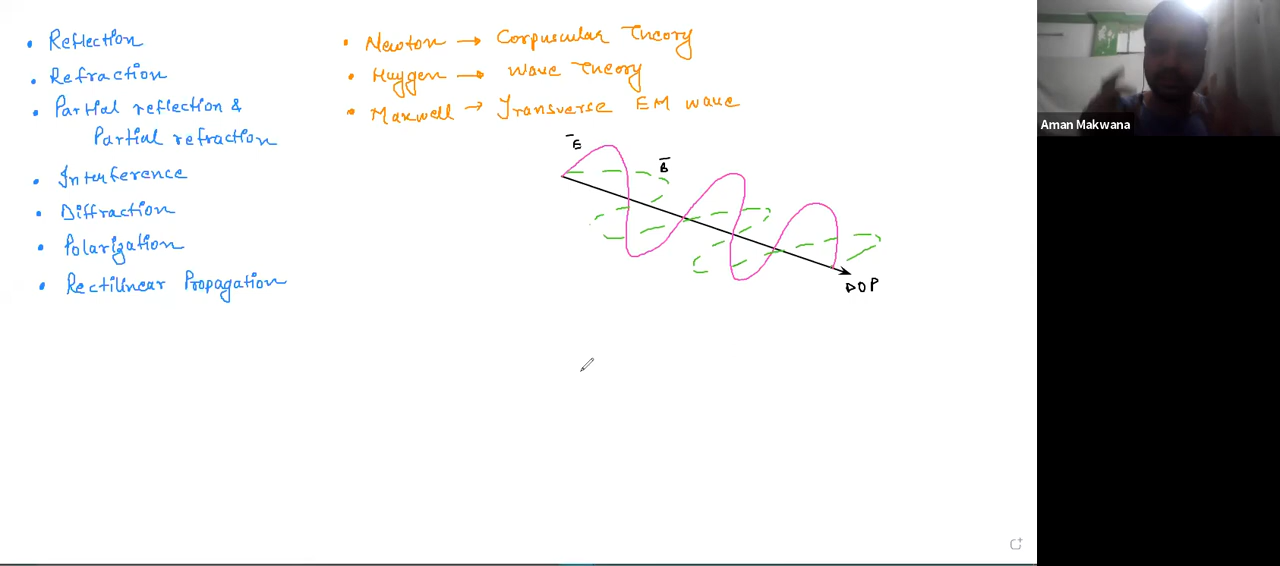 • Reflection
• Refraction
• Partial reflection &
Partial refraction
• Interference
• Diffraction
• Polarization
• Rectilinear Propagation
• Newton → Corpuscular Theory
• Huygen → Wave Theory
• Maxwell → Transverse EM wave
E
B
DOP
Aman Makwana